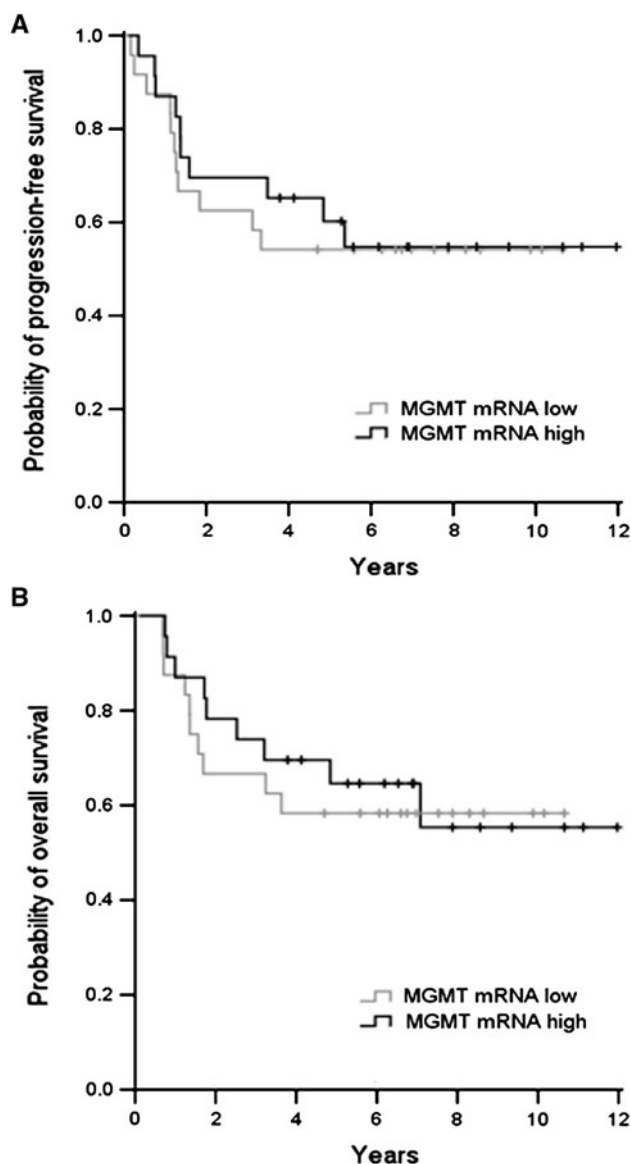 A
Probability of progression-free survival
1.0
0.8
0.6
0.4
0.2
0.0
MGMT mRNA low
MGMT mRNA high
0 2 4 6 8 10 12
Years
B
Probability of overall survival
1.0
0.8
0.6
0.4
0.2
0.0
MGMT mRNA low
MGMT mRNA high
0 2 4 6 8 10 12
Years